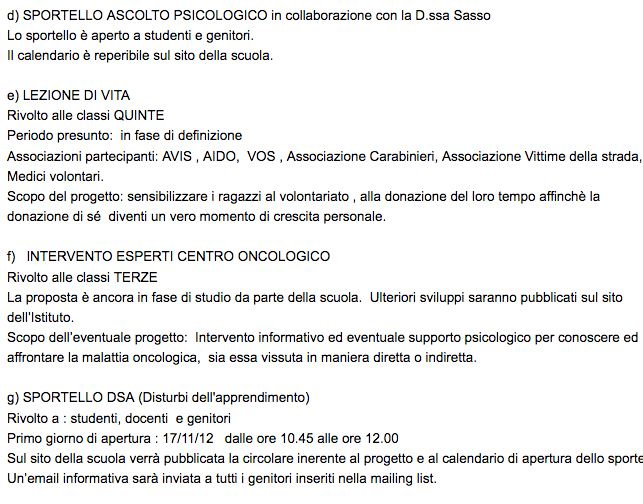 d) SPORTELLO ASCOLTO PSICOLOGICO in collaborazione con la D.ssa Sasso
Lo sportello è aperto a studenti e genitori.
Il calendario è reperibile sul sito della scuola.
e) LEZIONE DI VITA
Rivolto alle classi QUINTE
Periodo presunto:  in fase di definizione
Associazioni partecipanti: AVIS , AIDO,  VOS , Associazione Carabinieri, Associazione Vittime della strada,
Medici volontari.
Scopo del progetto: sensibilizzare i ragazzi al volontariato , alla donazione del loro tempo affinchè la
donazione di sé  diventi un vero momento di crescita personale.
f)   INTERVENTO ESPERTI CENTRO ONCOLOGICO
Rivolto alle classi TERZE
La proposta è ancora in fase di studio da parte della scuola.  Ulteriori sviluppi saranno pubblicati sul sito
dell'Istituto.
Scopo dell'eventuale progetto:  Intervento informativo ed eventuale supporto psicologico per conoscere ed
affrontare la malattia oncologica,  sia essa vissuta in maniera diretta o indiretta.
g) SPORTELLO DSA (Disturbi dell'apprendimento)
Rivolto a : studenti, docenti  e genitori
Primo giorno di apertura : 17/11/12   dalle ore 10.45 alle ore 12.00
Sul sito della scuola verrà pubblicata la circolare inerente al progetto e al calendario di apertura dello sporte
Un'email informativa sarà inviata a tutti i genitori inseriti nella mailing list.